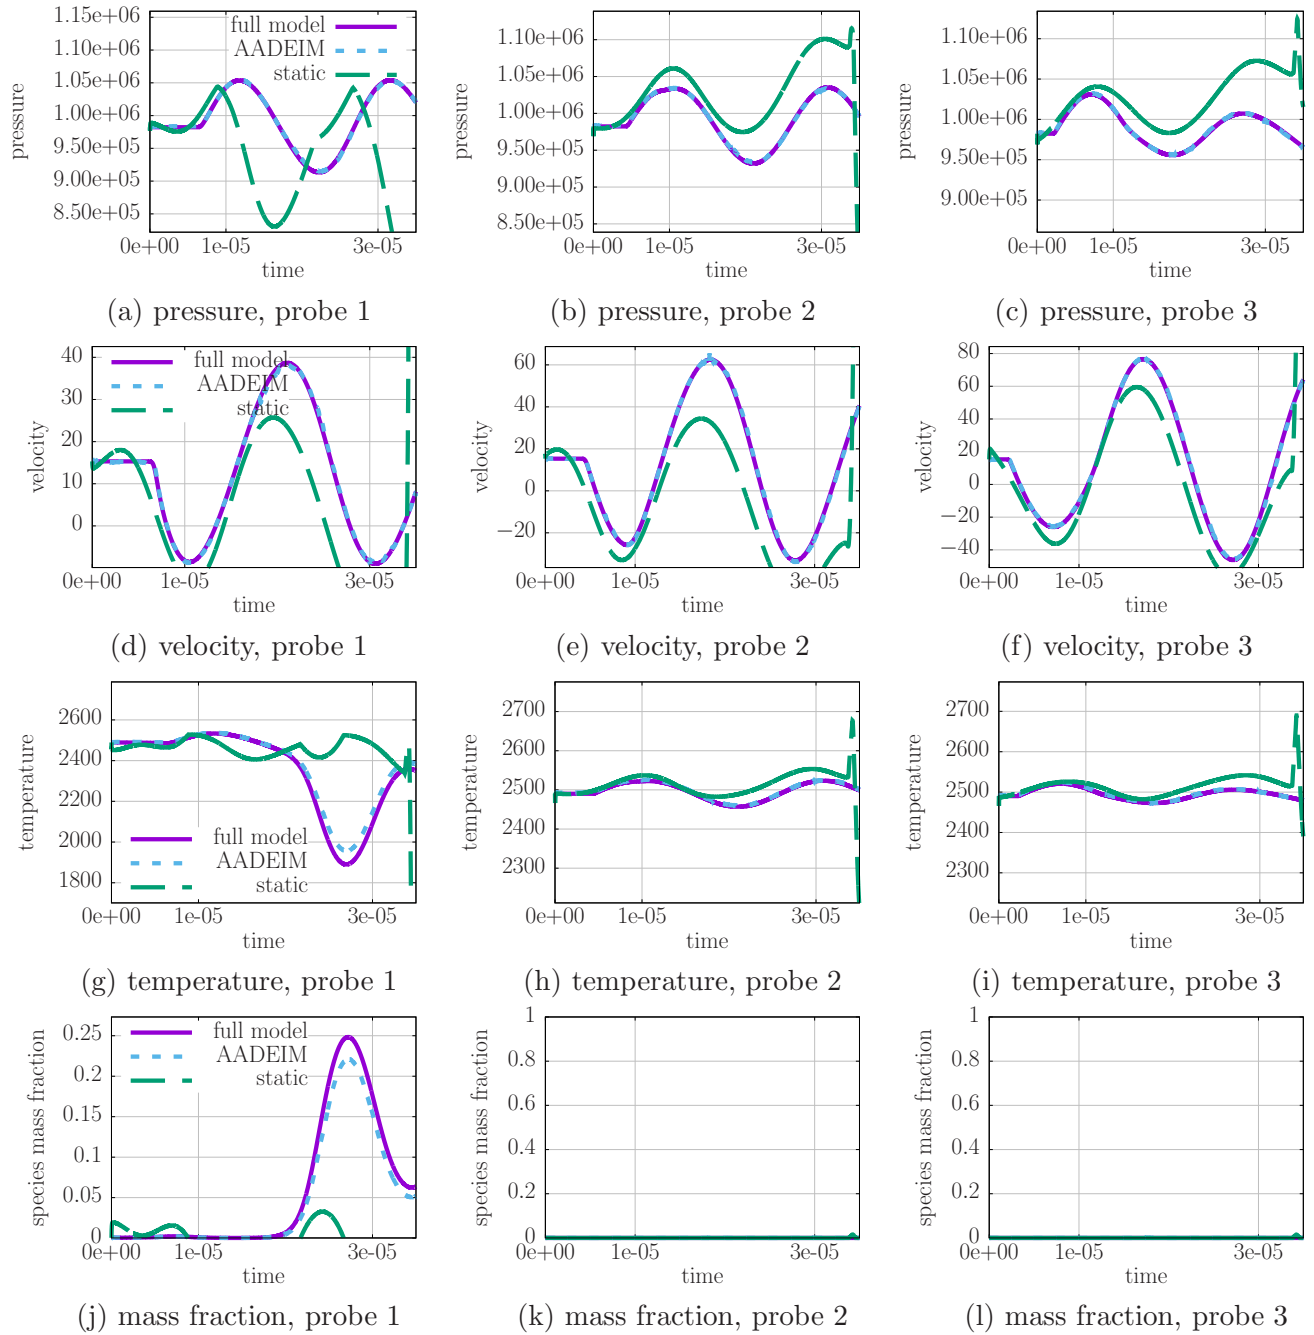 1.15e+06
1.10e+06
1.05e+06
1.00e+06
9.50e+05
9.00e+05
8.50e+05
0e+00 1e-05 3e-05
pressure
time
full model
AADEIM
static
(a) pressure, probe 1
1.10e+06
1.05e+06
1.00e+06
9.50e+05
9.00e+05
8.50e+05
0e+00 1e-05 3e-05
pressure
time
(b) pressure, probe 2
1.10e+06
1.05e+06
1.00e+06
9.50e+05
9.00e+05
0e+00 1e-05 3e-05
pressure
time
(c) pressure, probe 3
40
30
20
10
0
0e+00 1e-05 3e-05
velocity
time
full model
AADEIM
static
(d) velocity, probe 1
60
40
20
0
−20
0e+00 1e-05 3e-05
velocity
time
(e) velocity, probe 2
80
60
40
20
0
−20
−40
0e+00 1e-05 3e-05
velocity
time
(f) velocity, probe 3
2600
2400
2200
2000
1800
0e+00 1e-05 3e-05
temperature
time
full model
AADEIM
static
(g) temperature, probe 1
2700
2600
2500
2400
2300
0e+00 1e-05 3e-05
temperature
time
(h) temperature, probe 2
2700
2600
2500
2400
2300
0e+00 1e-05 3e-05
temperature
time
(i) temperature, probe 3
0.25
0.2
0.15
0.1
0.05
0
0e+00 1e-05 3e-05
species mass fraction
time
full model
AADEIM
static
(j) mass fraction, probe 1
1
0.8
0.6
0.4
0.2
0
0e+00 1e-05 3e-05
species mass fraction
time
(k) mass fraction, probe 2
1
0.8
0.6
0.4
0.2
0
0e+00 1e-05 3e-05
species mass fraction
time
(l) mass fraction, probe 3